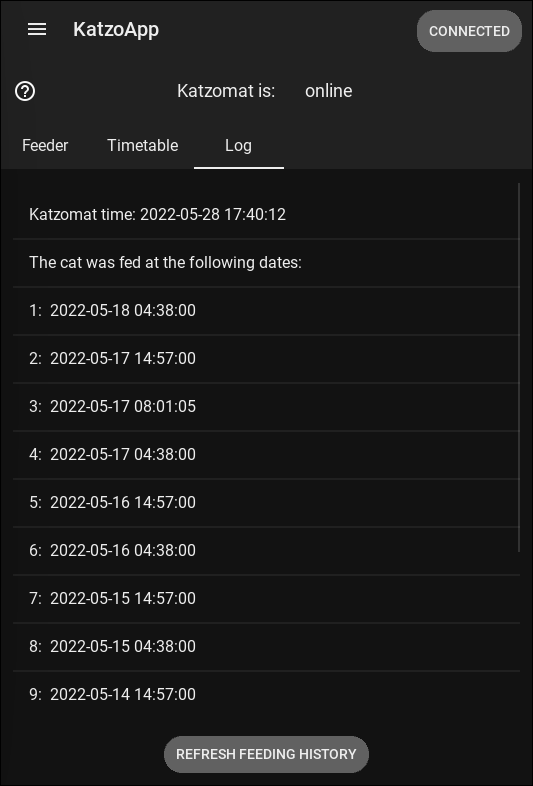 KatzoApp
CONNECTED
Katzomat is: online
Feeder Timetable Log
Katzomat time: 2022-05-28 17:40:12
The cat was fed at the following dates:
1: 2022-05-18 04:38:00
2: 2022-05-17 14:57:00
3: 2022-05-17 08:01:05
4: 2022-05-17 04:38:00
5: 2022-05-16 14:57:00
6: 2022-05-16 04:38:00
7: 2022-05-15 14:57:00
8: 2022-05-15 04:38:00
9: 2022-05-14 14:57:00
REFRESH FEEDING HISTORY